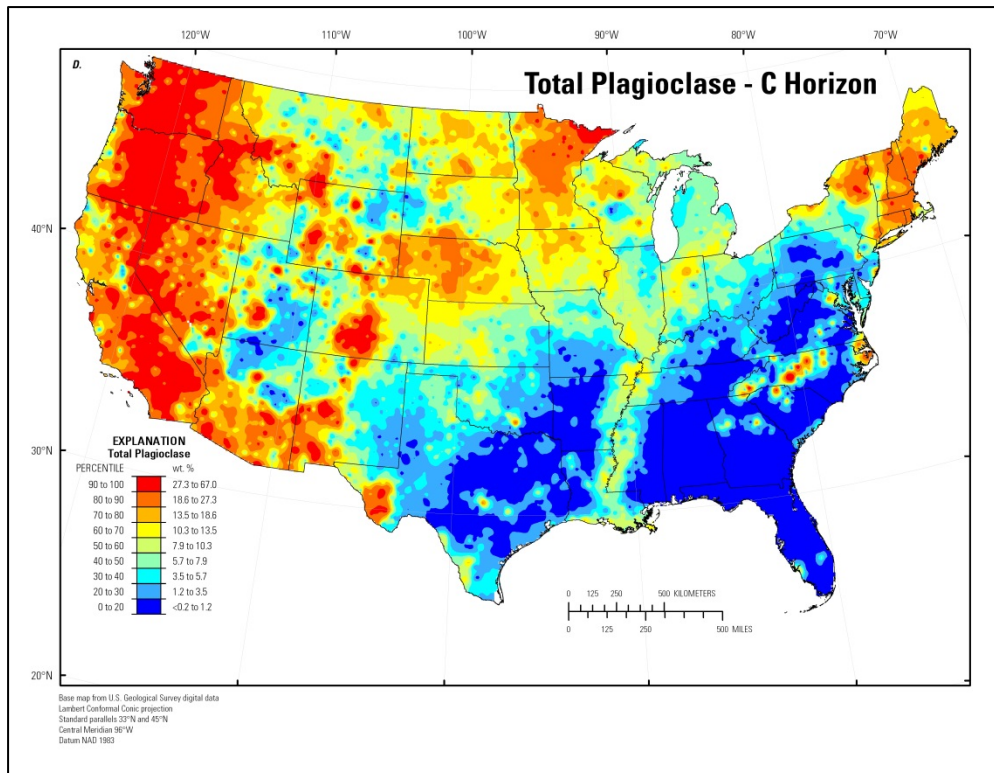 120°W 110°W 100°W 90°W 80°W 70°W
D.
Total Plagioclase - C Horizon
40°N
30°N
20°N
EXPLANATION
Total Plagioclase
PERCENTILE wt. %
90 to 100 27.3 to 67.0
80 to 90 18.6 to 27.3
70 to 80 13.5 to 18.6
60 to 70 10.3 to 13.5
50 to 60 7.9 to 10.3
40 to 50 5.7 to 7.9
30 to 40 3.5 to 5.7
20 to 30 1.2 to 3.5
0 to 20 <0.2 to 1.2
0 125 250 500 KILOMETERS
0 125 250 500 MILES
Base map from U.S. Geological Survey digital data
Lambert Conformal Conic projection
Standard parallels 33°N and 45°N
Central Meridian 96°W
Datum NAD 1983